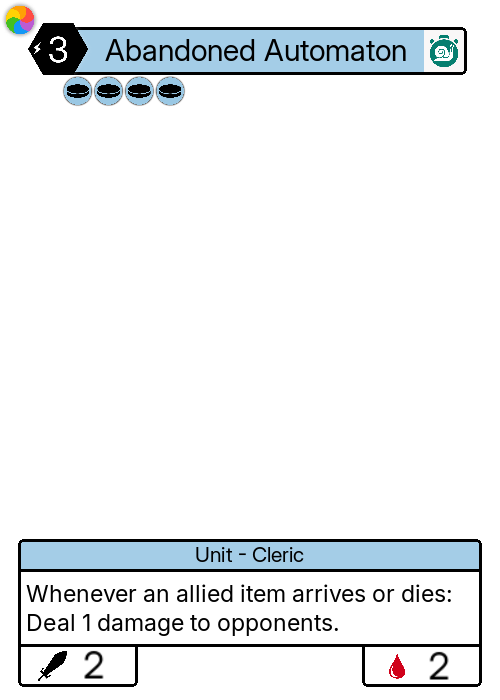 3
Abandoned Automaton
Unit - Cleric
Whenever an allied item arrives or dies:
Deal 1 damage to opponents.
2
2